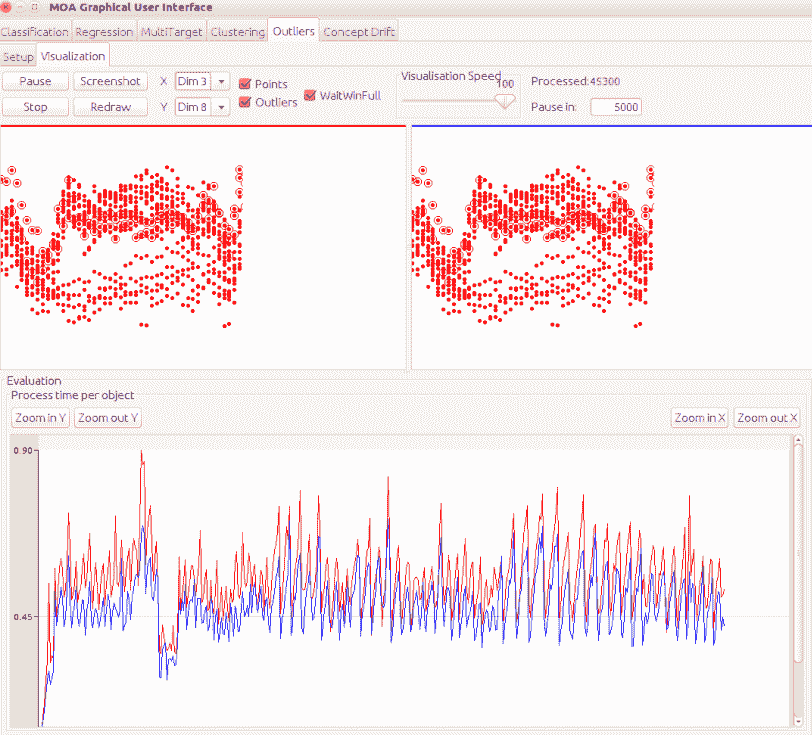 MOA Graphical User Interface
Classification Regression MultiTarget Clustering Outliers Concept Drift
Setup Visualization
Pause Screenshot X Dim 3 Points WaitWinFull Visualisation Speed 100 Processed:45300
Stop Redraw Y Dim 8 Outliers Pause in: 5000
Evaluation
Process time per object
Zoom in Y Zoom out Y Zoom in X Zoom out X
0.90
0.45